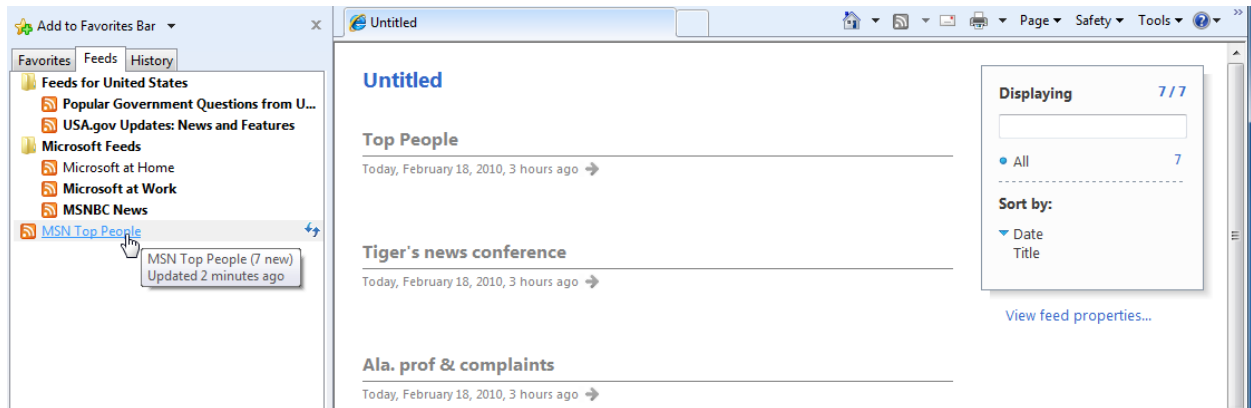 Add to Favorites Bar
x
Favorites Feeds History
Feeds for United States
Popular Government Questions from U...
USA.gov Updates: News and Features
Microsoft Feeds
Microsoft at Home
Microsoft at Work
MSNBC News
MSN Top People
MSN Top People (7 new)
Updated 2 minutes ago
Untitled
Page Safety Tools ? »
Untitled
Top People
Today, February 18, 2010, 3 hours ago
Tiger's news conference
Today, February 18, 2010, 3 hours ago
Ala. prof & complaints
Today, February 18, 2010, 3 hours ago
Displaying 7 / 7
All 7
Sort by:
Date
Title
View feed properties...